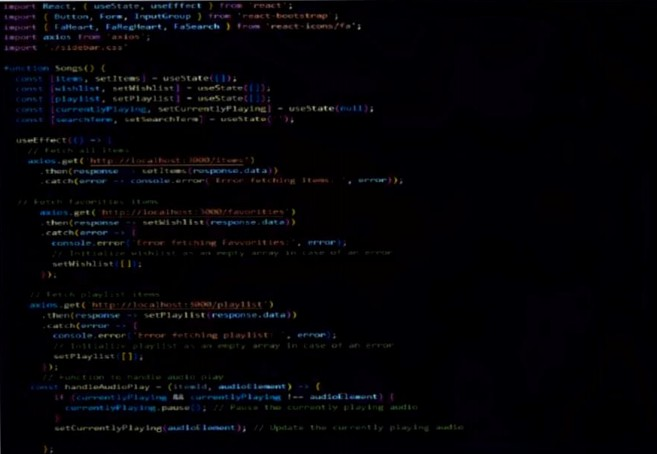 import React, { useState, useEffect } from 'react';
import { Button, Form, InputGroup } from 'react-bootstrap';
import { FaHeart, FaRegHeart, FaSearch } from 'react-icons/fa';
import axios from 'axios';
import './sidebar.css'
function Songs() {
const [items, setItems] = useState([]);
const [wishlist, setWishlist] = useState([]);
const [playlist, setPlaylist] = useState([]);
const [currentlyPlaying, setCurrentlyPlaying] = useState(null);
const [searchTerm, setSearchTerm] = useState('');
useEffect(() => {
// Fetch all items
axios.get('http://localhost:3000/items')
.then(response => setItems(response.data))
.catch(error => console.error('Error fetching items: ', error));
// Fetch favorities items
axios.get('http://localhost:3000/favorities')
.then(response => setWishlist(response.data))
.catch(error => {
console.error('Error fetching Favvorities:', error);
// Initialize wishlist as an empty array in case of an error
setWishlist([]);
});
// Fetch playlist items
axios.get('http://localhost:3000/playlist')
.then(response => setPlaylist(response.data))
.catch(error => {
console.error('Error fetching playlist: ', error);
// Initialize playlist as an empty array in case of an error
setPlaylist([]);
});
// Function to handle audio play
const handleAudioPlay = (itemId, audioElement) => {
if (currentlyPlaying && currentlyPlaying !== audioElement) {
currentlyPlaying.pause(); // Pause the currently playing audio
}
setCurrentlyPlaying(audioElement); // Update the currently playing audio
};